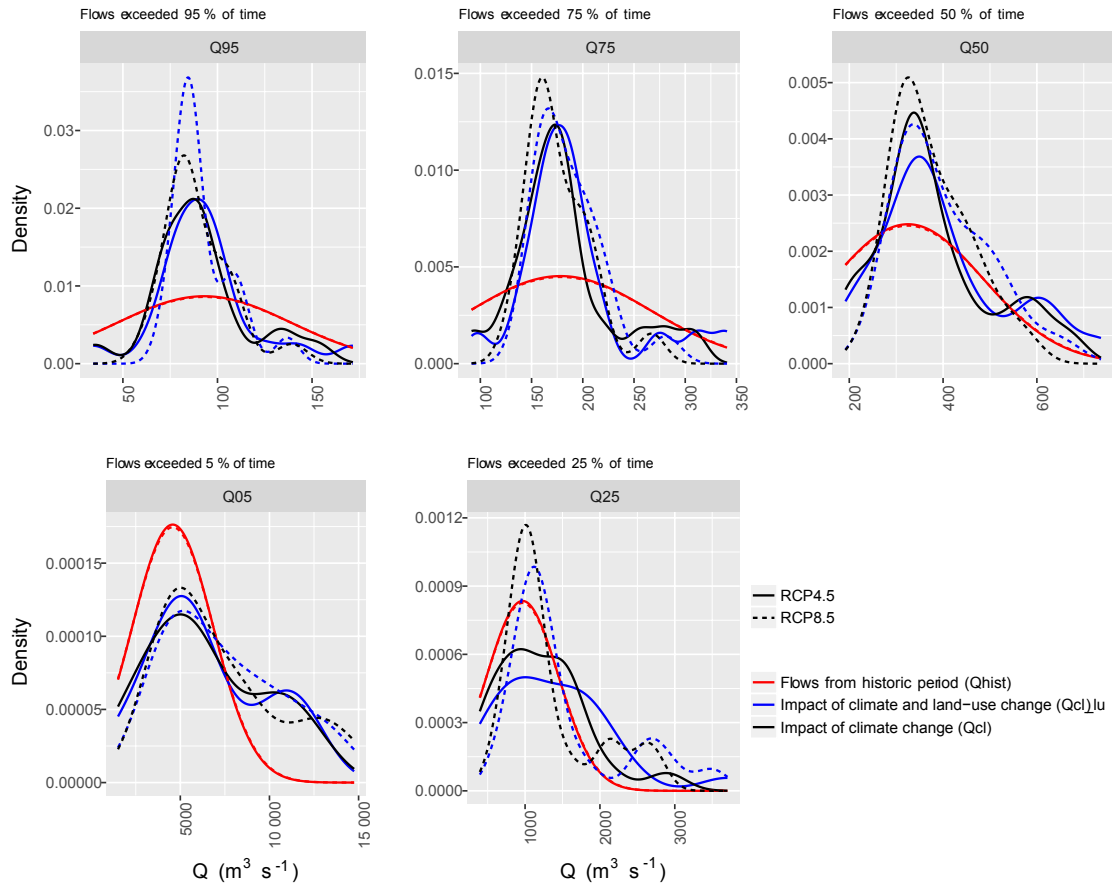 Flows exceeded 95 % of time
Flows exceeded 75 % of time
Flows exceeded 50 % of time
Q95
Q75
Q50
Density
0.03
0.02
0.01
0.00
50
100
150
0.015
0.010
0.005
0.000
100
150
200
250
300
350
0.005
0.004
0.003
0.002
0.001
0.000
200
400
600
Flows exceeded 5 % of time
Flows exceeded 25 % of time
Q05
Q25
Density
0.00015
0.00010
0.00005
0.00000
5000
10 000
15 000
0.0012
0.0009
0.0006
0.0003
0.0000
10000
20000
30000
Q (m³ s⁻¹)
Q (m³ s⁻¹)
RCP4.5
RCP8.5
Flows from historic period (Qhist)
Impact of climate and land−use change (Qcl)_lu
Impact of climate change (Qcl)